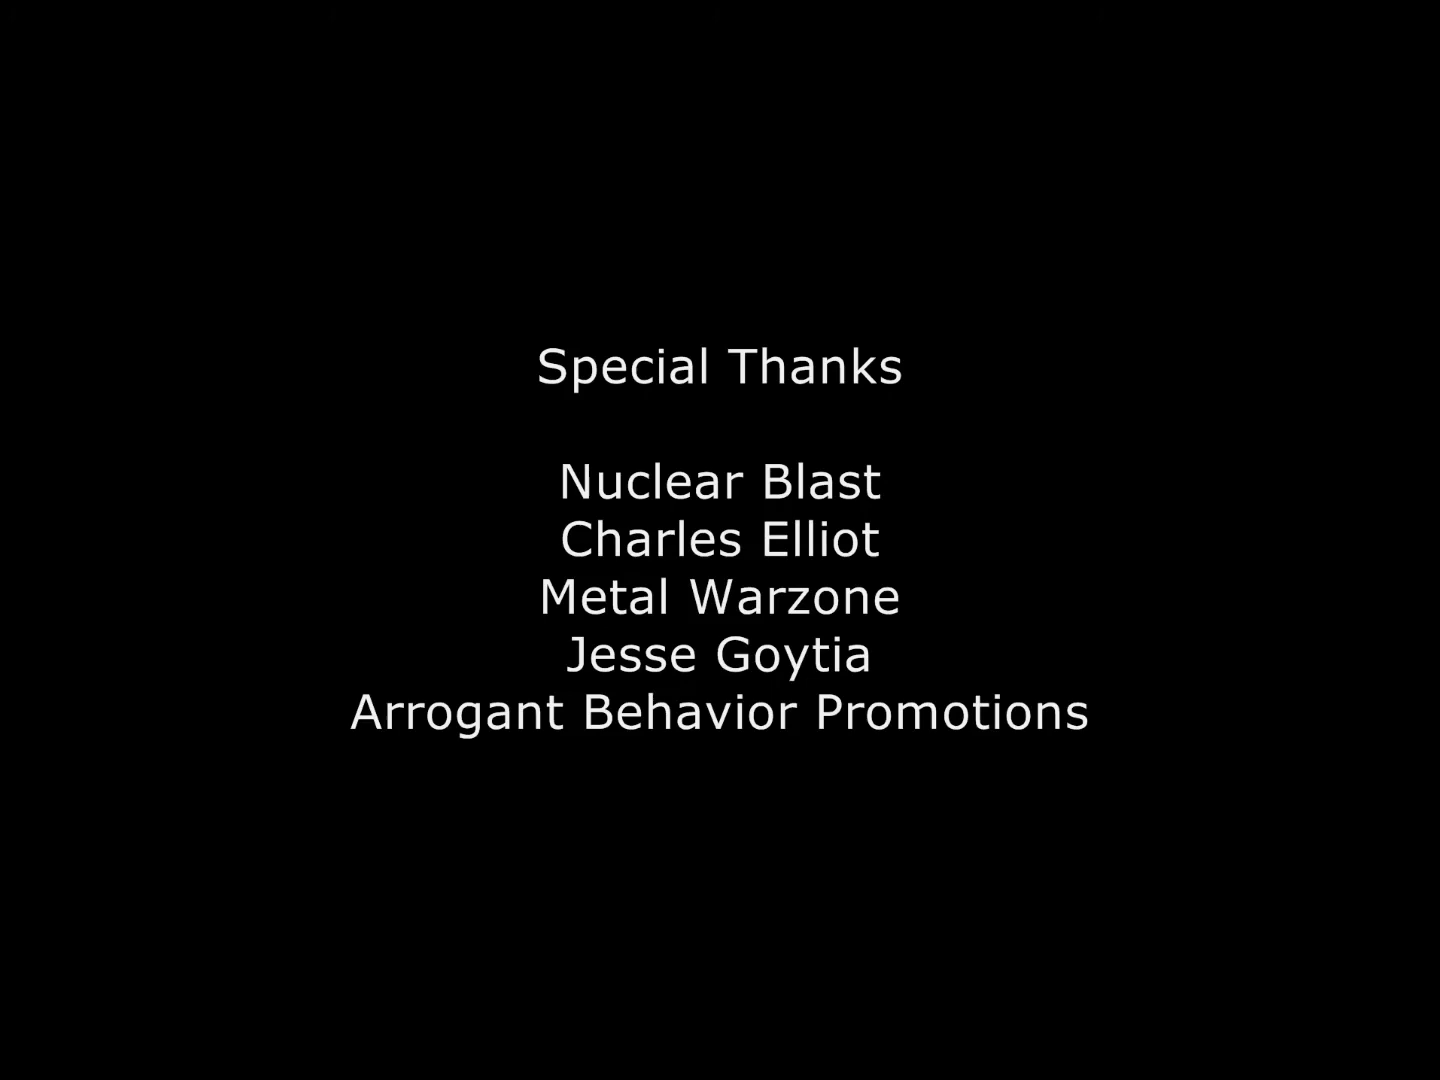 Special Thanks
Nuclear Blast
Charles Elliot
Metal Warzone
Jesse Goytia
Arrogant Behavior Promotions